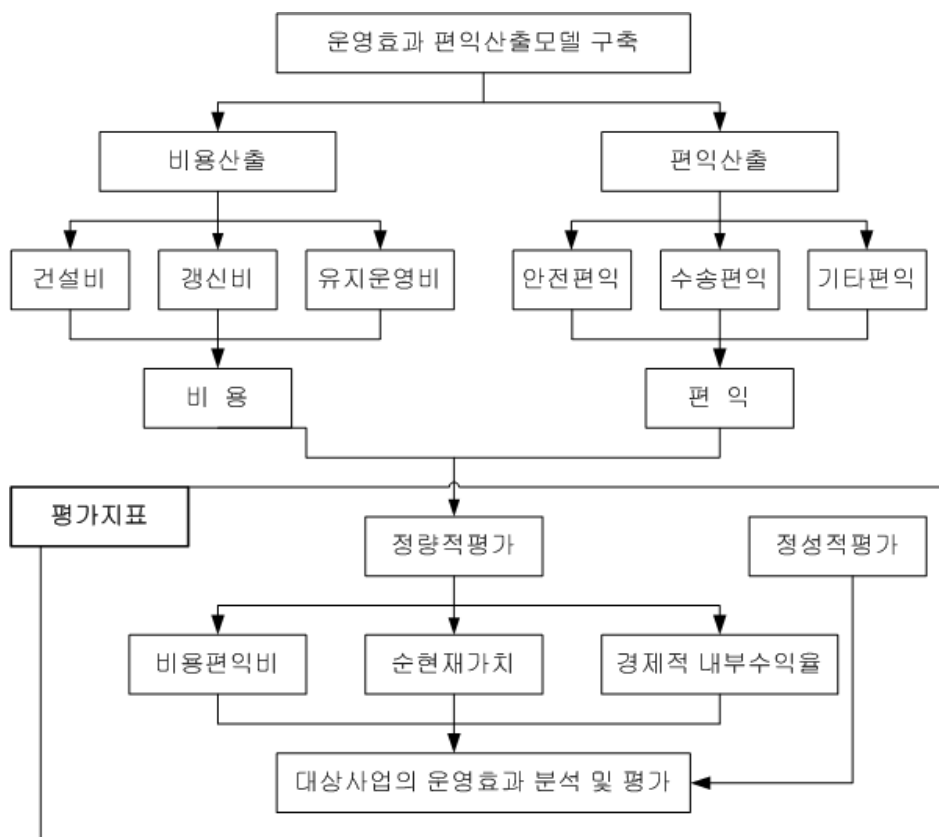 운영효과 편익산출모델 구축
비용산출
편익산출
건설비
갱신비
유지운영비
안전편익
수송편익
기타편익
비 용
편 익
평가지표
정량적평가
정성적평가
비용편익비
순현재가치
경제적 내부수익율
대상사업의 운영효과 분석 및 평가